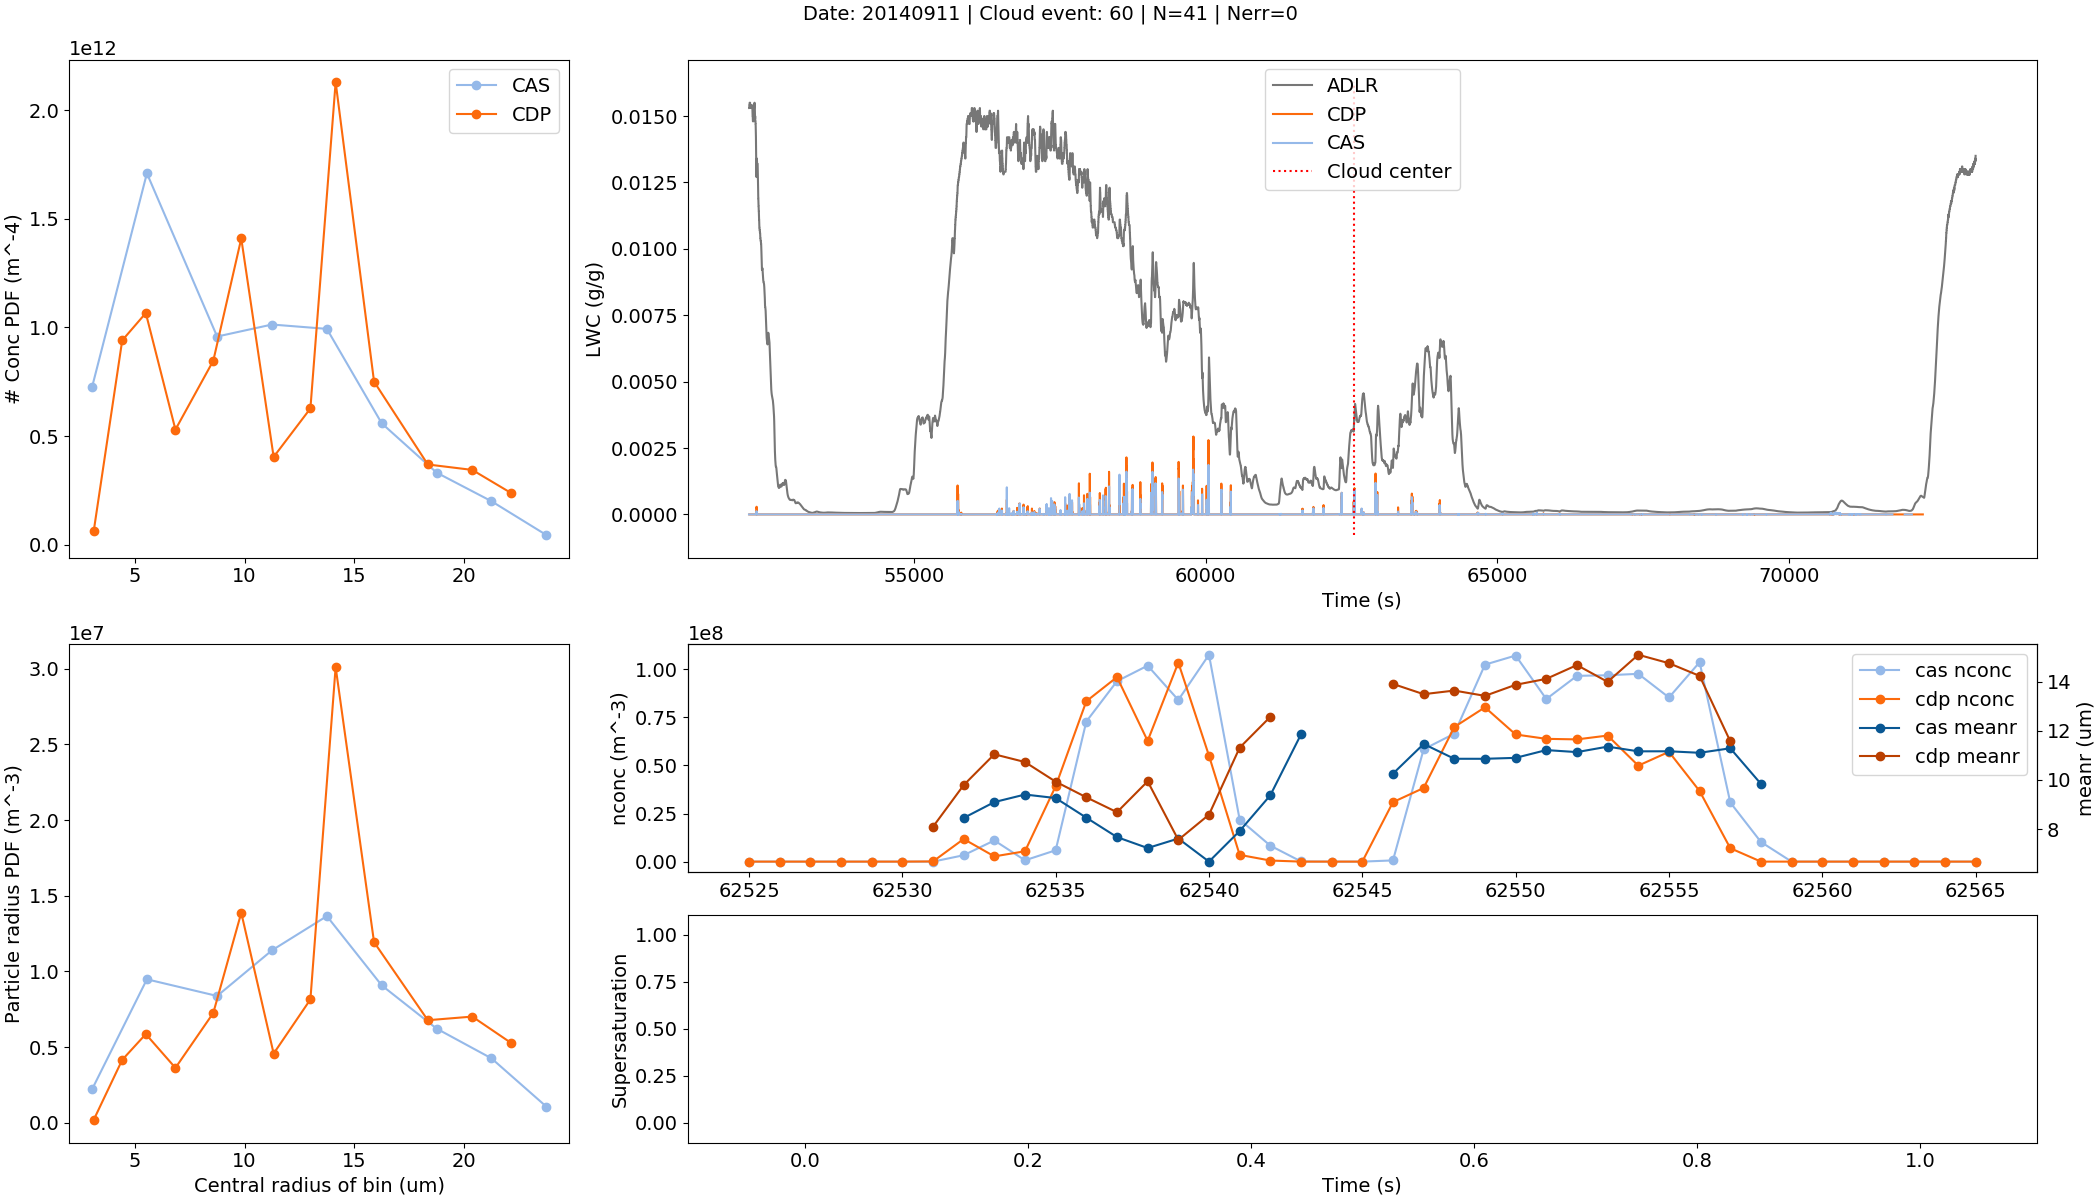 Date: 20140911 | Cloud event: 60 | N=41 | Nerr=0
1e12
# Conc PDF (m^-4)
2.0
1.5
1.0
0.5
0.0
5 10 15 20
CAS
CDP
LWC (g/g)
0.0150
0.0125
0.0100
0.0075
0.0050
0.0025
0.0000
55000 60000 65000 70000
Time (s)
ADLR
CDP
CAS
Cloud center
1e7
Particle radius PDF (m^-3)
3.0
2.5
2.0
1.5
1.0
0.5
0.0
5 10 15 20
Central radius of bin (um)
1e8
nconc (m^-3)
1.00
0.75
0.50
0.25
0.00
62525 62530 62535 62540 62545 62550 62555 62560 62565
cas nconc
cdp nconc
cas meanr
cdp meanr
14
12
10
8
meanr (um)
Supersaturation
1.00
0.75
0.50
0.25
0.00
0.0 0.2 0.4 0.6 0.8 1.0
Time (s)